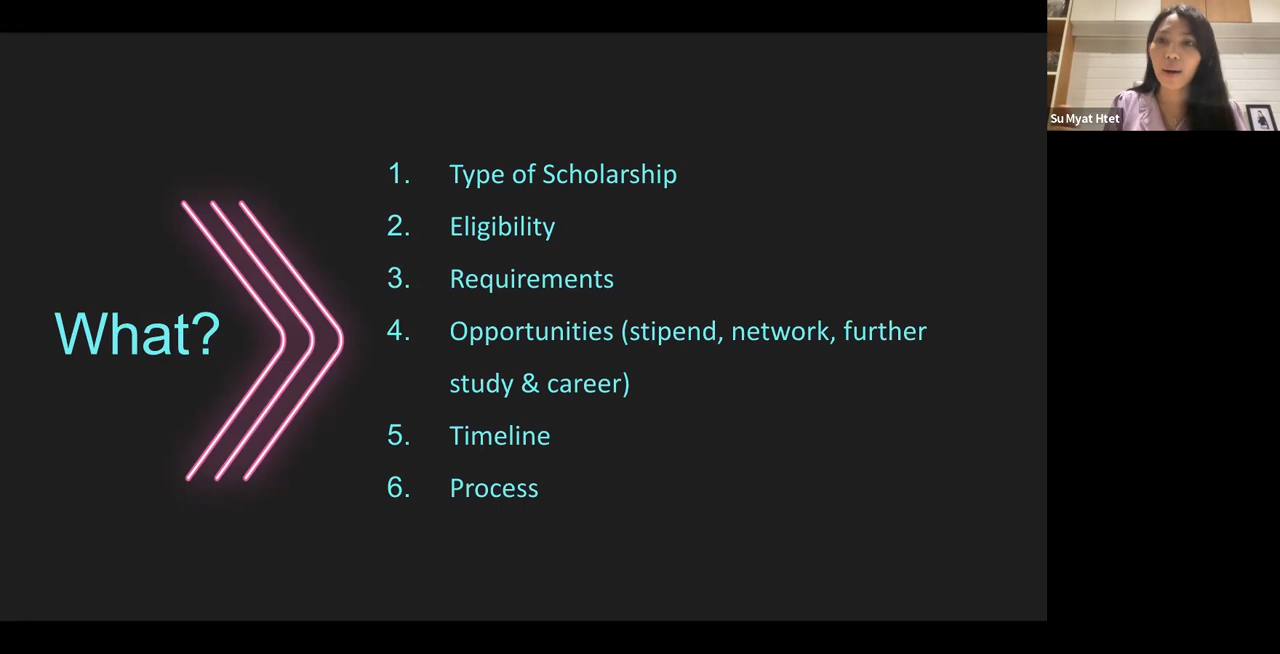 What?
1. Type of Scholarship
2. Eligibility
3. Requirements
4. Opportunities (stipend, network, further
study & career)
5. Timeline
6. Process
Su Myat Htet